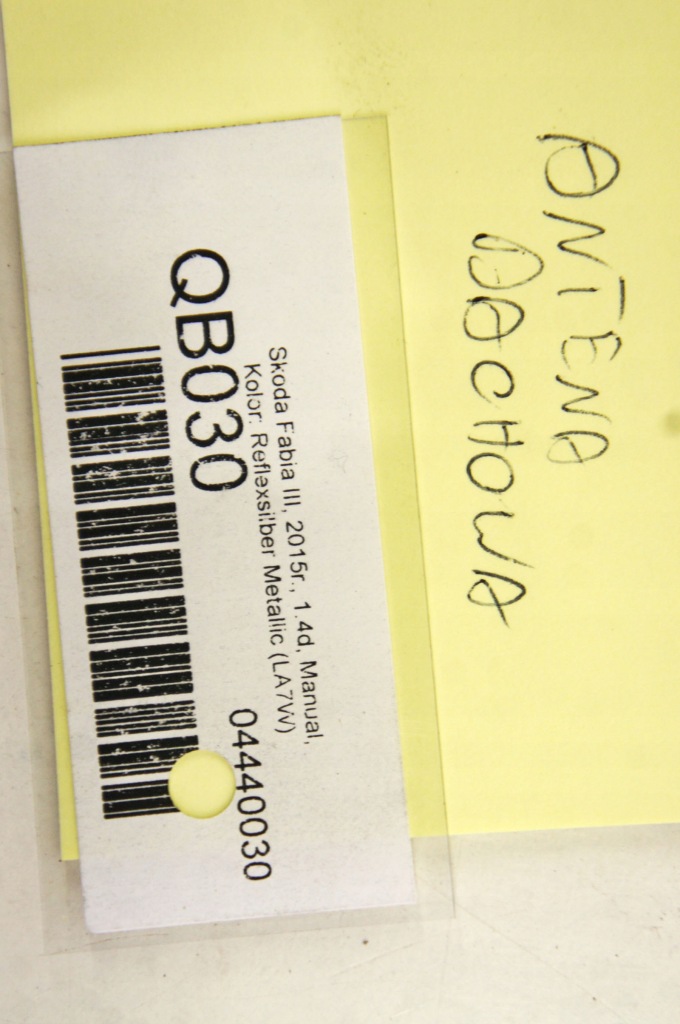 ANTENA
DACHOWA
Skoda Fabia III, 2015r., 1.4d, Manual,
Kolor: Reflexsilber Metallic (LA7W)
QB030
04440030